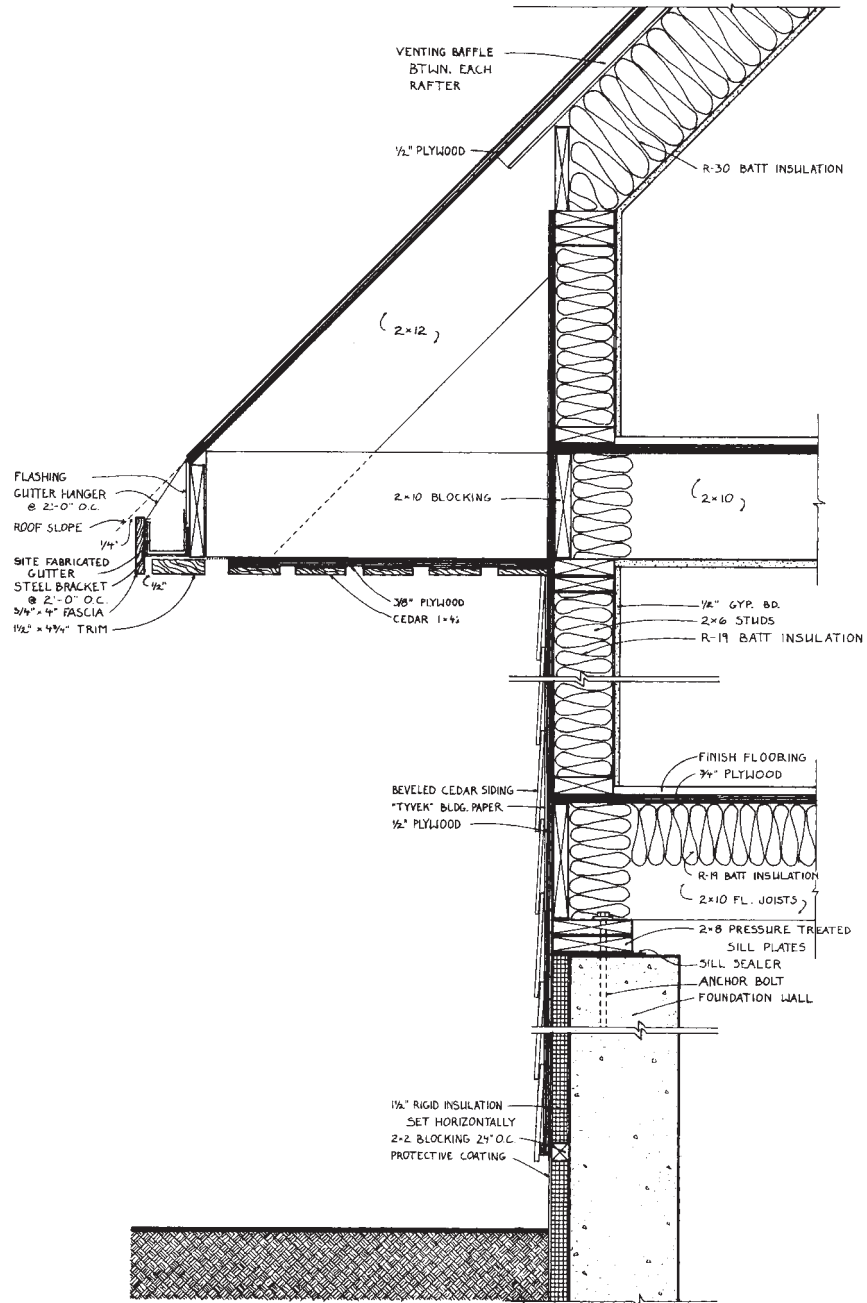 VENTING BAFFLE
BTWN. EACH
RAFTER
½" PLYWOOD
R-30 BATT INSULATION
2×12
FLASHING
GUTTER HANGER
@ 2'-0" O.C.
ROOF SLOPE
¼"
SITE FABRICATED
GUTTER
STEEL BRACKET
@ 2'-0" O.C.
¾" × 4" FASCIA
1½" × 4¾" TRIM
½"
2×10 BLOCKING
2×10
3/8" PLYWOOD
CEDAR 1×4s
½" GYP. BD.
2×6 STUDS
R-19 BATT INSULATION
FINISH FLOORING
¾" PLYWOOD
BEVELED CEDAR SIDING
"TYVEK" BLDG. PAPER
½" PLYWOOD
R-19 BATT INSULATION
2×10 FL. JOISTS
2×8 PRESSURE TREATED
SILL PLATES
SILL SEALER
ANCHOR BOLT
FOUNDATION WALL
1½" RIGID INSULATION
SET HORIZONTALLY
2×2 BLOCKING 24" O.C.
PROTECTIVE COATING